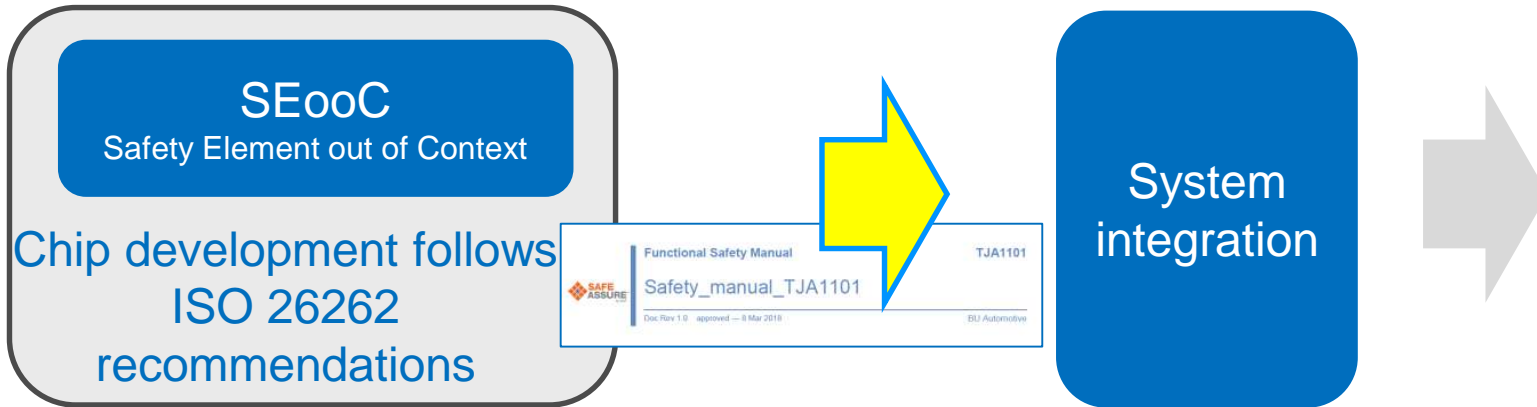 SEooC
Safety Element out of Context
Chip development follows
ISO 26262
recommendations
Functional Safety Manual TJA1101
SAFE
ASSURE
Safety_manual_TJA1101
Doc Rev 1.0 approved — 8 Mar 2018 BU Automotive
System
integration